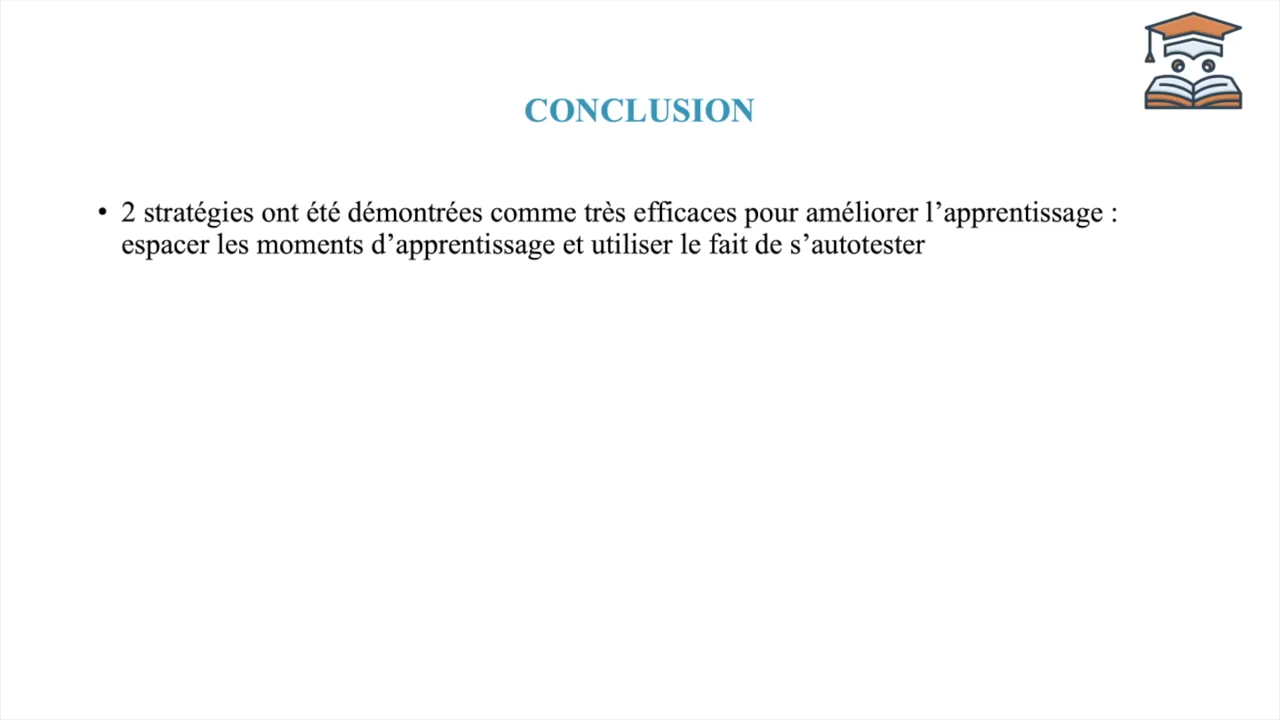 CONCLUSION
• 2 stratégies ont été démontrées comme très efficaces pour améliorer l’apprentissage :
espacer les moments d’apprentissage et utiliser le fait de s’autotester